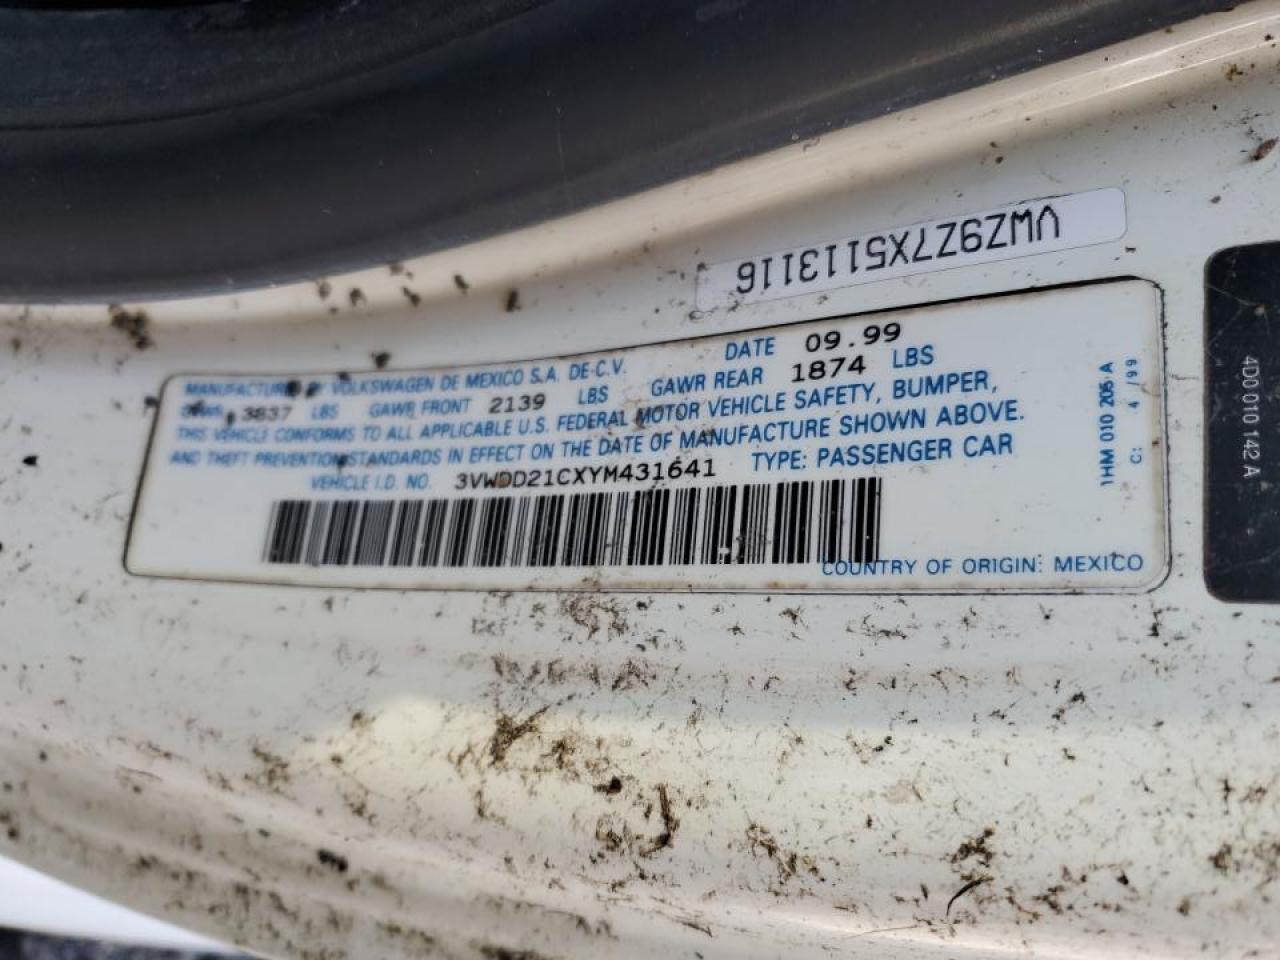 VWZ9Z7X5113116
MANUFACTURED BY VOLKSWAGEN DE MEXICO S.A. DE C.V. DATE 09.99
GVWR 3837 LBS GAWR FRONT 2139 LBS GAWR REAR 1874 LBS
THIS VEHICLE CONFORMS TO ALL APPLICABLE U.S. FEDERAL MOTOR VEHICLE SAFETY, BUMPER,
AND THEFT PREVENTION STANDARDS IN EFFECT ON THE DATE OF MANUFACTURE SHOWN ABOVE.
VEHICLE I.D. NO. 3VWDD21CXYM431641 TYPE: PASSENGER CAR
COUNTRY OF ORIGIN: MEXICO
1HM 010 205 A
C: 4 /99
4D0 010 142 A